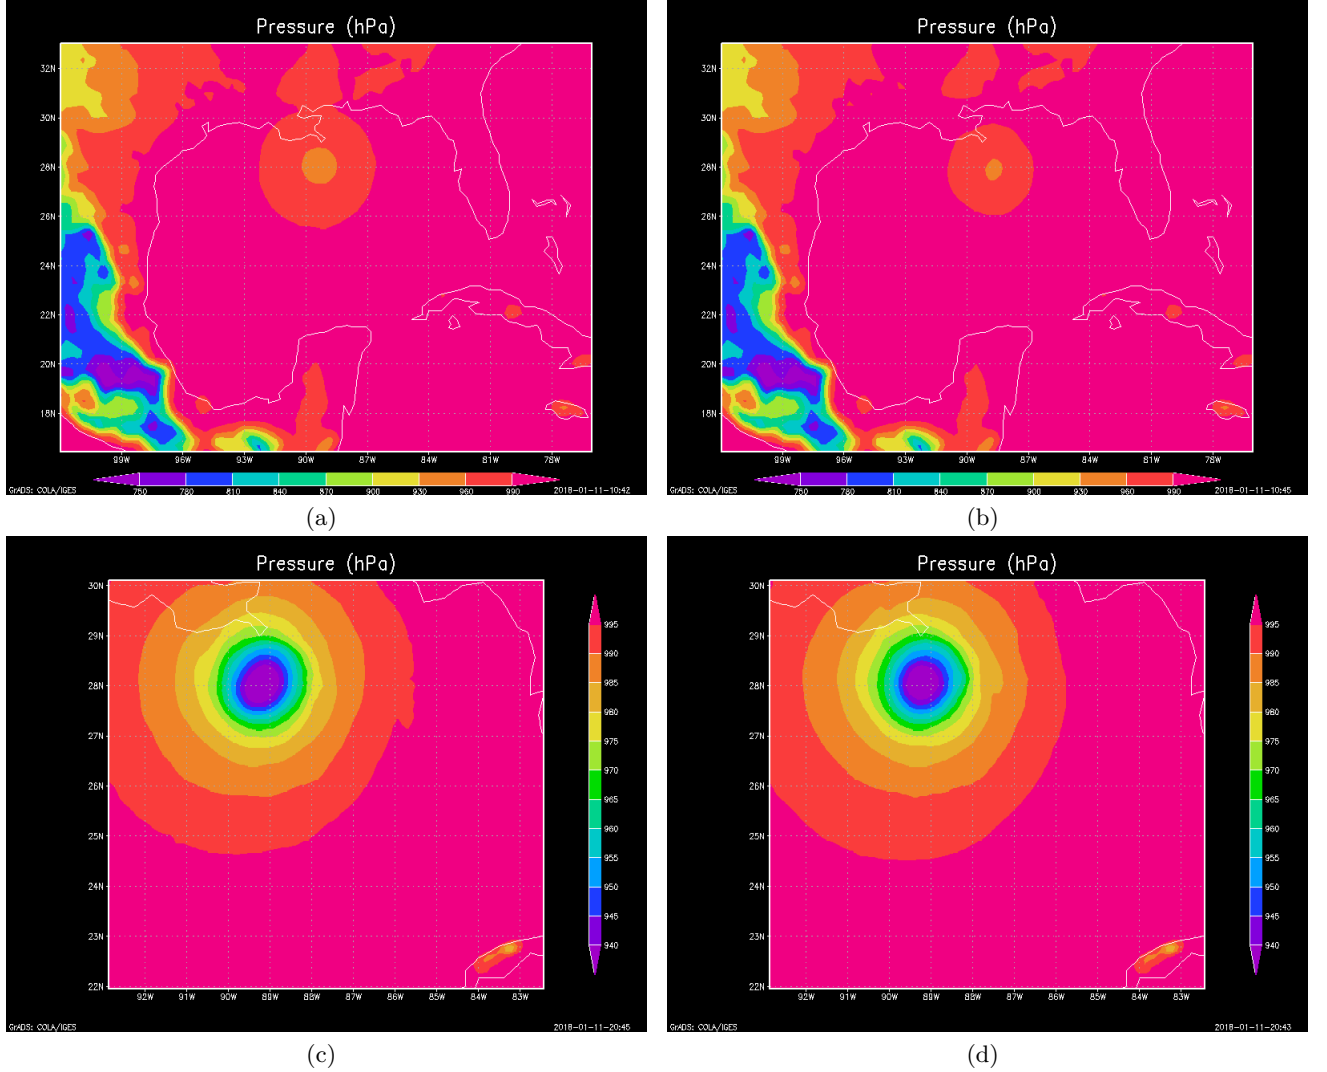 Pressure (hPa)
32N
30N
28N
26N
24N
22N
20N
18N
99W 96W 93W 90W 87W 84W 81W 78W
750 780 810 840 870 900 930 960 990
GrADS: COLA/IGES 2018-01-11-10:42
(a)
Pressure (hPa)
32N
30N
28N
26N
24N
22N
20N
18N
99W 96W 93W 90W 87W 84W 81W 78W
750 780 810 840 870 900 930 960 990
GrADS: COLA/IGES 2018-01-11-10:45
(b)
Pressure (hPa)
30N
29N
28N
27N
26N
25N
24N
23N
22N
92W 91W 90W 89W 88W 87W 86W 85W 84W 83W
995
990
985
980
975
970
965
960
955
950
945
940
GrADS: COLA/IGES 2018-01-11-20:45
(c)
Pressure (hPa)
30N
29N
28N
27N
26N
25N
24N
23N
22N
92W 91W 90W 89W 88W 87W 86W 85W 84W 83W
995
990
985
980
975
970
965
960
955
950
945
940
GrADS: COLA/IGES 2018-01-11-20:43
(d)